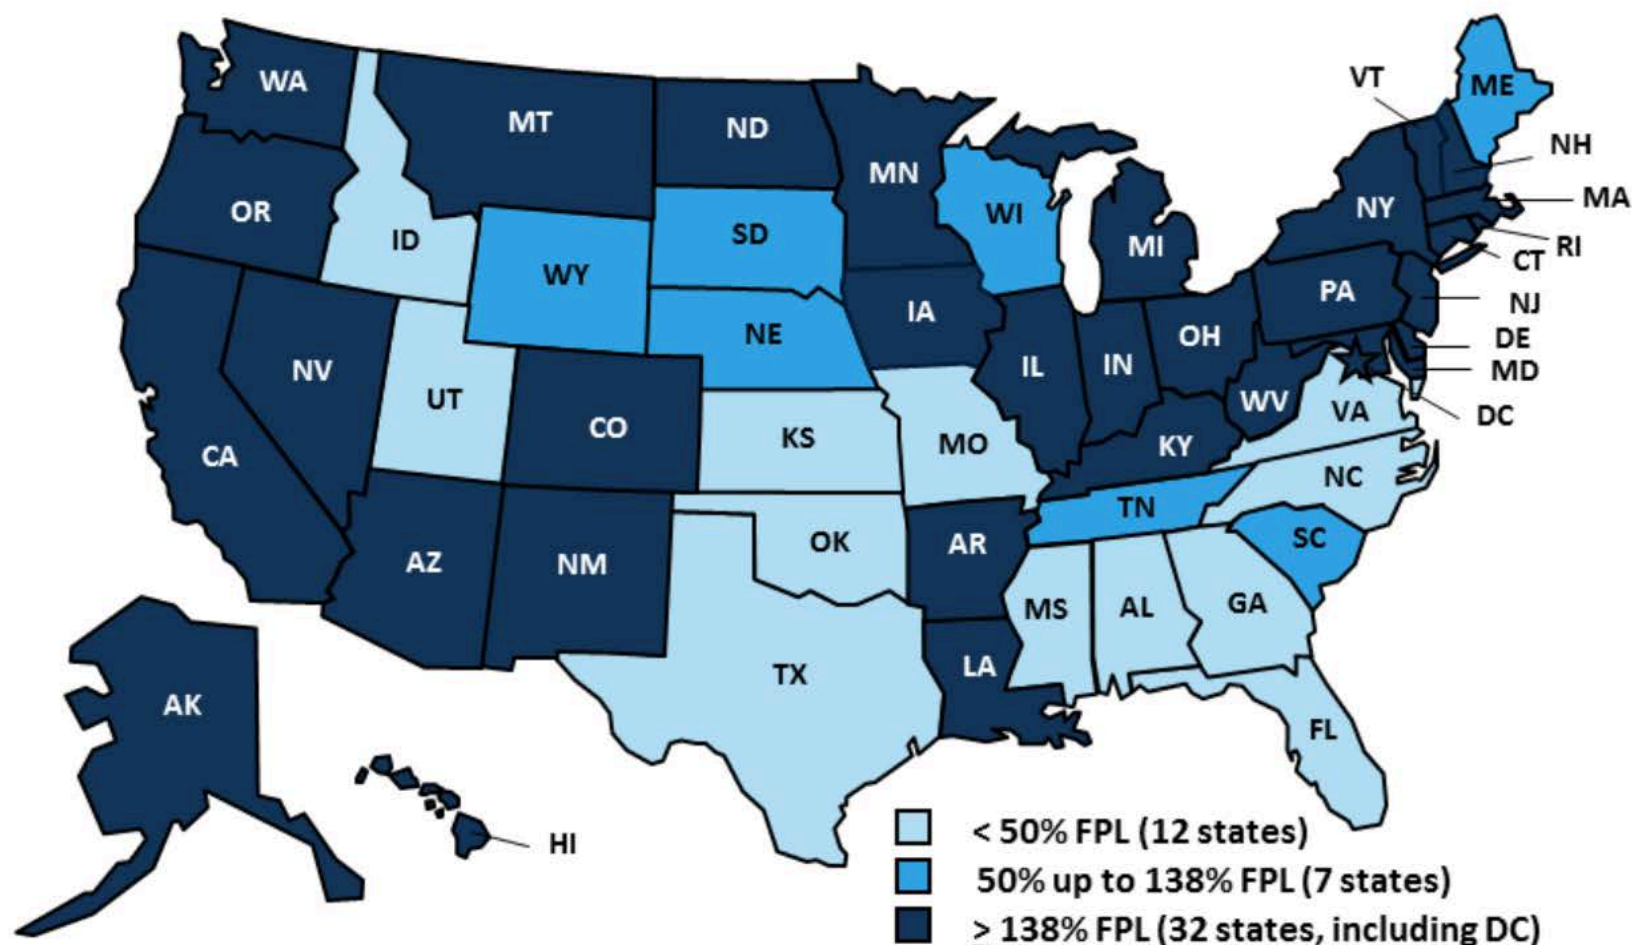 WA
MT
ND
MN
VT
ME
NH
OR
ID
SD
WI
MI
NY
MA
RI
CT
WY
NE
IA
PA
NJ
NV
UT
CO
IL
IN
OH
DE
MD
DC
CA
KS
MO
WV
VA
KY
NC
AZ
NM
OK
AR
TN
SC
MS
AL
GA
TX
LA
FL
AK
HI
< 50% FPL (12 states)
50% up to 138% FPL (7 states)
> 138% FPL (32 states, including DC)